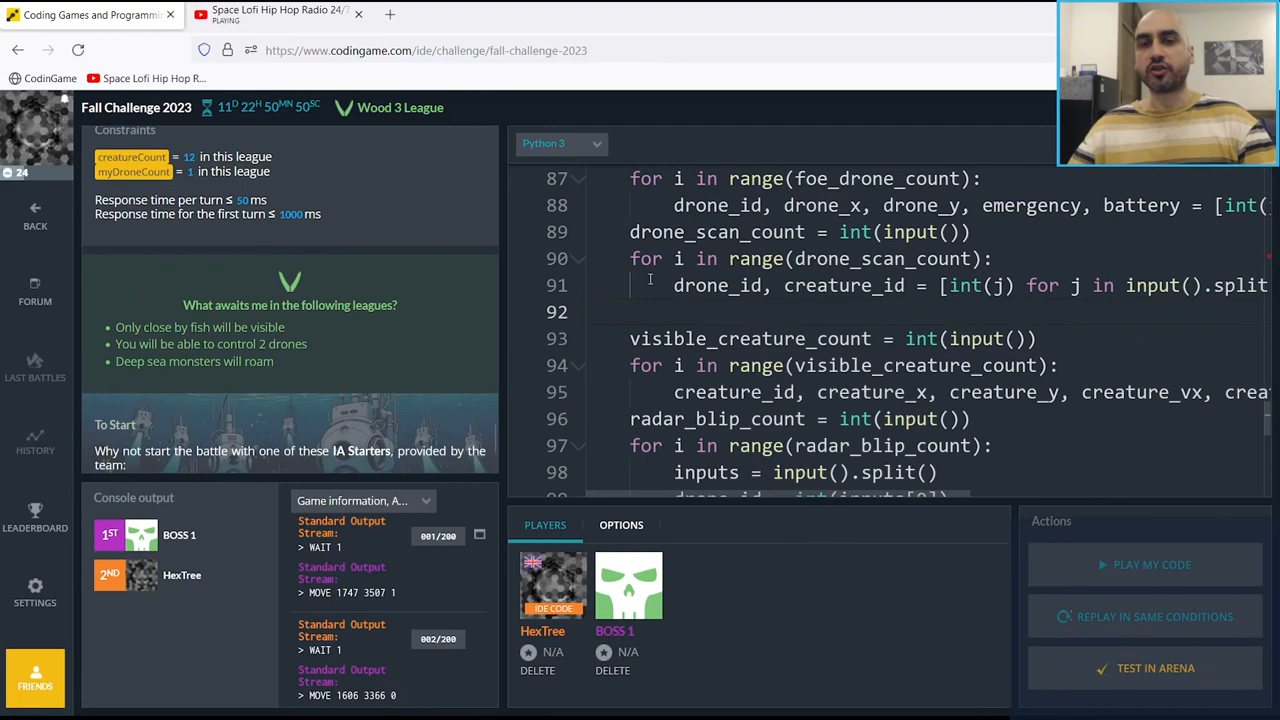 Coding Games and Programmi
Space Lofi Hip Hop Radio 24/7
PLAYING
https://www.codingame.com/ide/challenge/fall-challenge-2023
CodinGame
Space Lofi Hip Hop R...
Fall Challenge 2023
11D 22H 50MN 50SC
Wood 3 League
24
BACK
FORUM
LAST BATTLES
HISTORY
LEADERBOARD
SETTINGS
FRIENDS
Constraints
creatureCount = 12 in this league
myDroneCount = 1 in this league
Response time per turn ≤ 50 ms
Response time for the first turn ≤ 1000 ms
What awaits me in the following leagues?
• Only close by fish will be visible
• You will be able to control 2 drones
• Deep sea monsters will roam
To Start
Why not start the battle with one of these IA Starters, provided by the
team:
Python 3
87 for i in range(foe_drone_count):
88 drone_id, drone_x, drone_y, emergency, battery = [int(
89 drone_scan_count = int(input())
90 for i in range(drone_scan_count):
91 drone_id, creature_id = [int(j) for j in input().split
92
93 visible_creature_count = int(input())
94 for i in range(visible_creature_count):
95 creature_id, creature_x, creature_y, creature_vx, crea
96 radar_blip_count = int(input())
97 for i in range(radar_blip_count):
98 inputs = input().split()
99 drone_id = int(inputs[0])
Console output
Game information, A...
1ST BOSS 1
2ND HexTree
Standard Output
Stream:
> WAIT 1
001/200
Standard Output
Stream:
> MOVE 1747 3507 1
Standard Output
Stream:
> WAIT 1
002/200
Standard Output
Stream:
> MOVE 1606 3366 0
PLAYERS
OPTIONS
IDE CODE
HexTree
N/A
DELETE
BOSS 1
N/A
DELETE
Actions
PLAY MY CODE
REPLAY IN SAME CONDITIONS
TEST IN ARENA